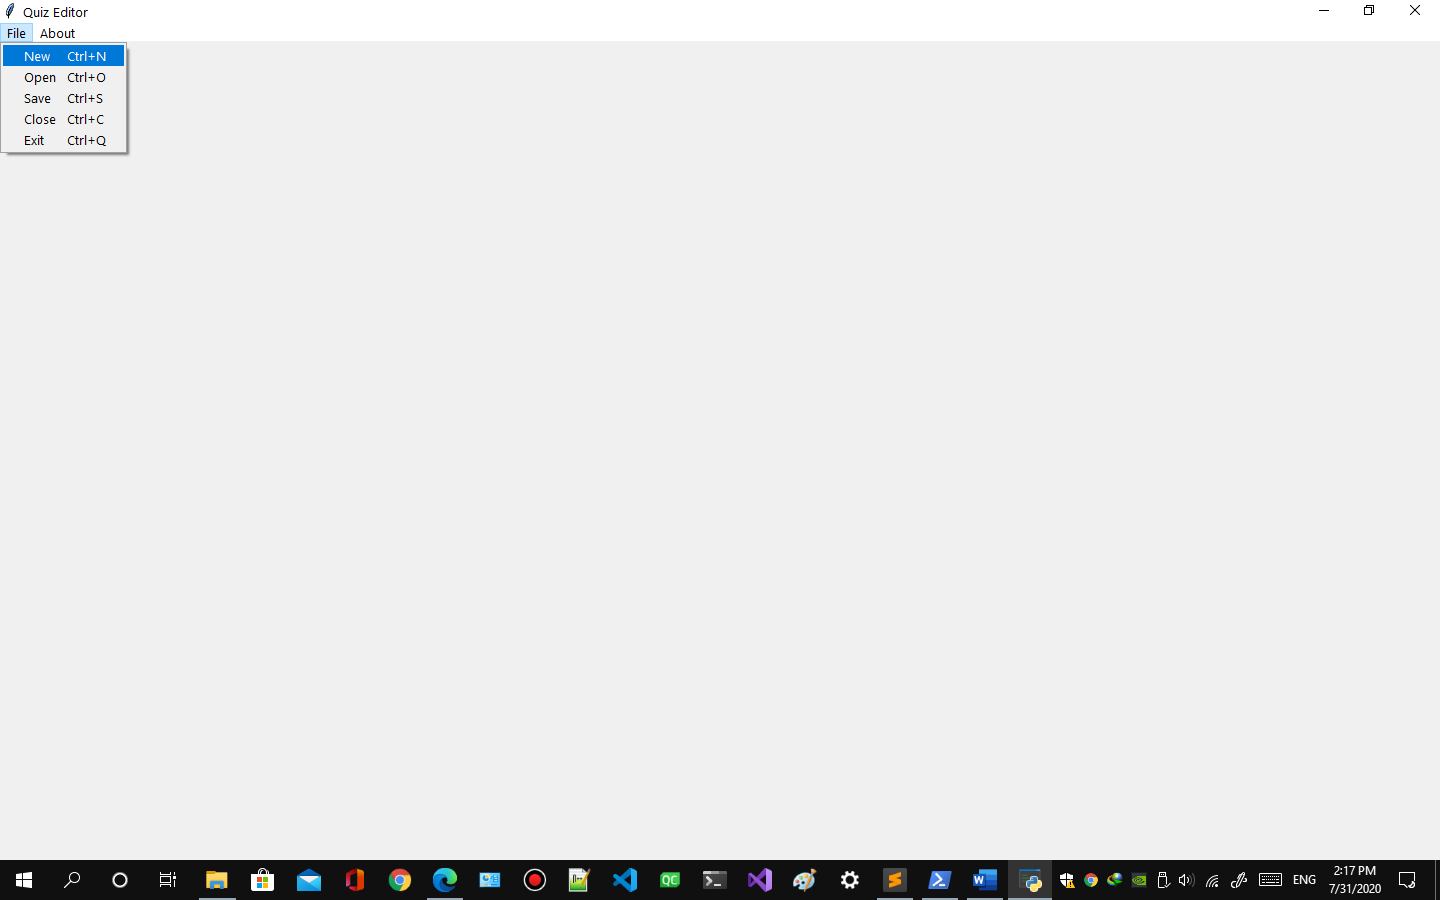 Quiz Editor
File About
New Ctrl+N
Open Ctrl+O
Save Ctrl+S
Close Ctrl+C
Exit Ctrl+Q
QC
W
ENG
2:17 PM
7/31/2020